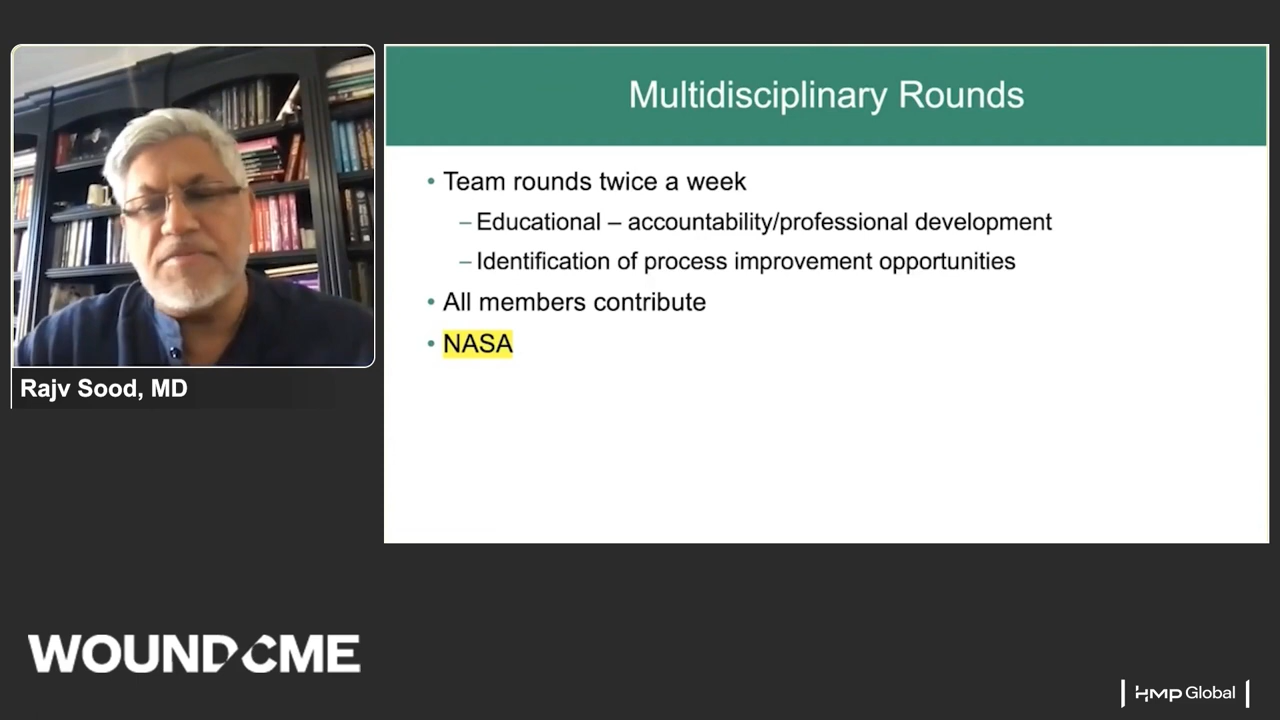 Multidisciplinary Rounds
• Team rounds twice a week
– Educational – accountability/professional development
– Identification of process improvement opportunities
• All members contribute
• NASA
Rajv Sood, MD
WOUNDCME
HMP Global